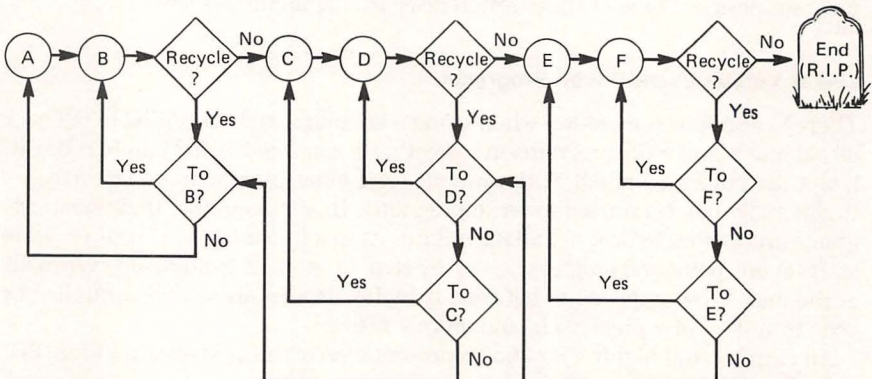 A
B
Recycle
?
No
C
D
Recycle
?
No
E
F
Recycle
?
No
End
(R.I.P.)
Yes
Yes
Yes
Yes
To
B?
Yes
To
D?
Yes
To
F?
No
No
No
Yes
To
C?
Yes
To
E?
No
No